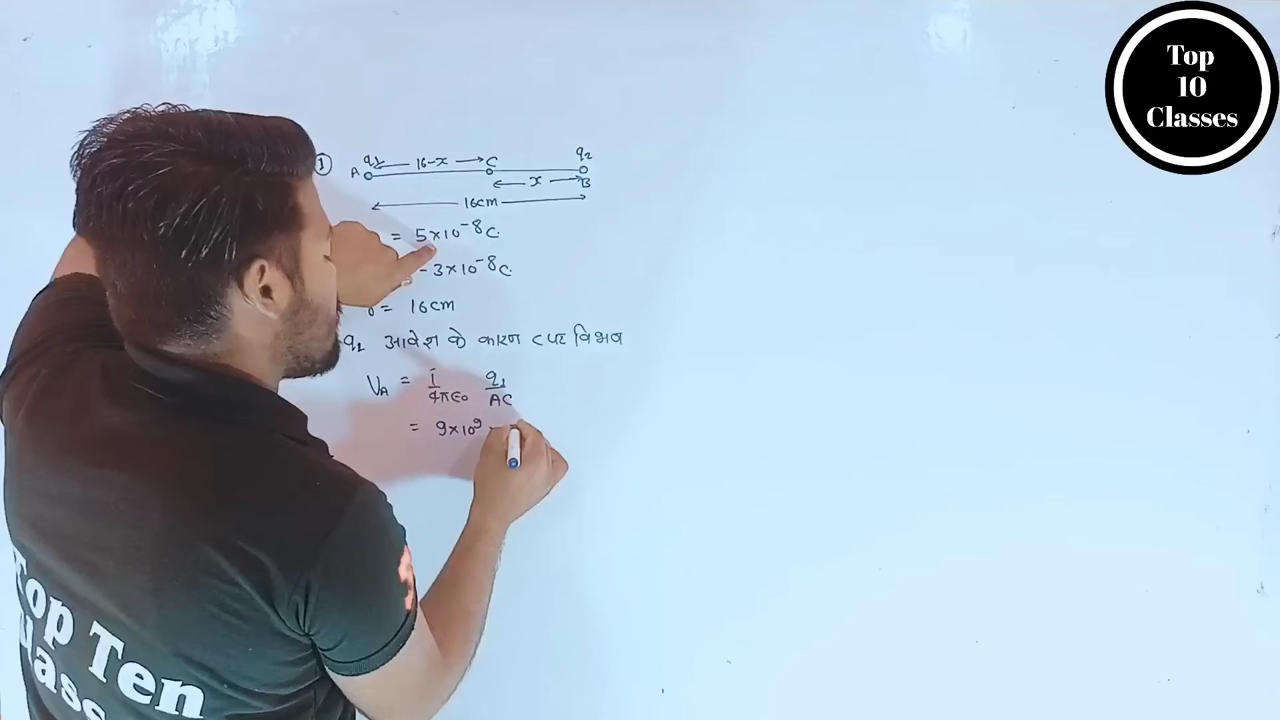 Top
10
Classes
① A q₁ 16-x C q₂
x B
16cm
= 5×10⁻⁸C.
-3×10⁻⁸C.
= 16cm
q₁ आवेश के कारण C पर विभव
V_A = 1/4πε₀ q₁/AC
= 9×10⁹
Top Ten